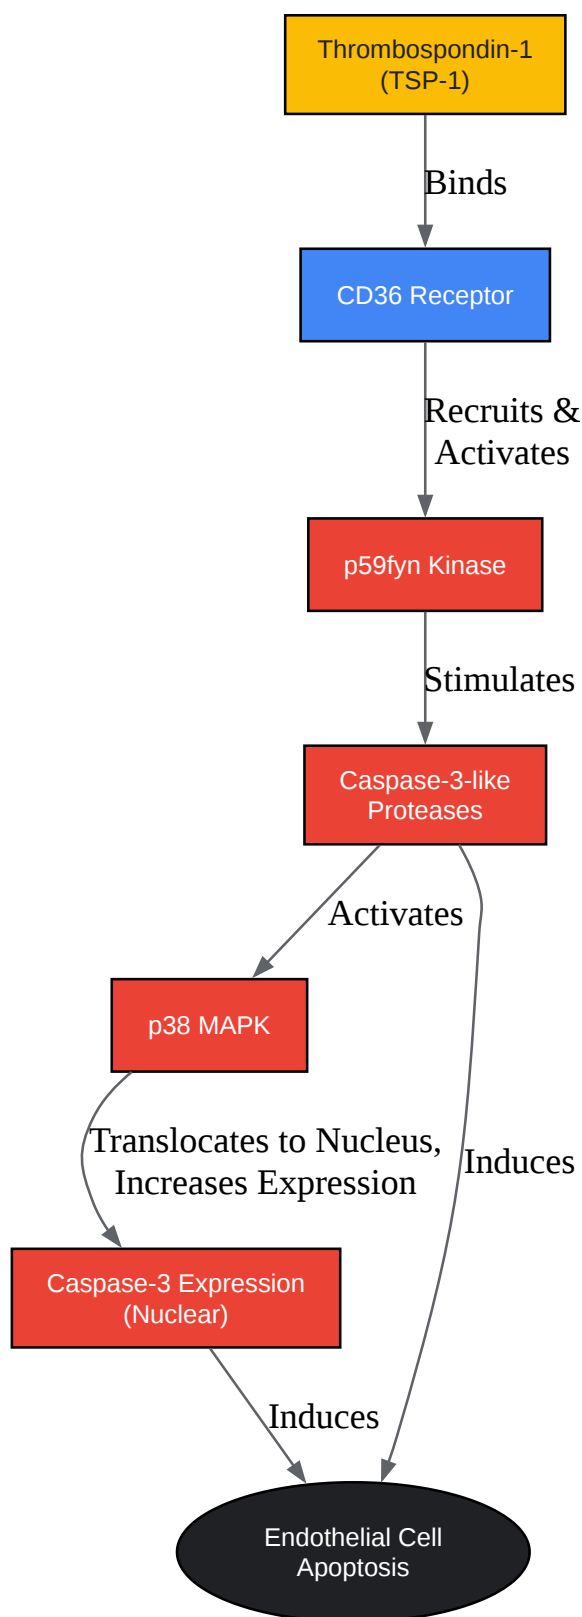 Thrombospondin-1
(TSP-1)
Binds
CD36 Receptor
Recruits &
Activates
p59fyn Kinase
Stimulates
Caspase-3-like
Proteases
Activates
p38 MAPK
Translocates to Nucleus,
Increases Expression
Induces
Caspase-3 Expression
(Nuclear)
Induces
Endothelial Cell
Apoptosis